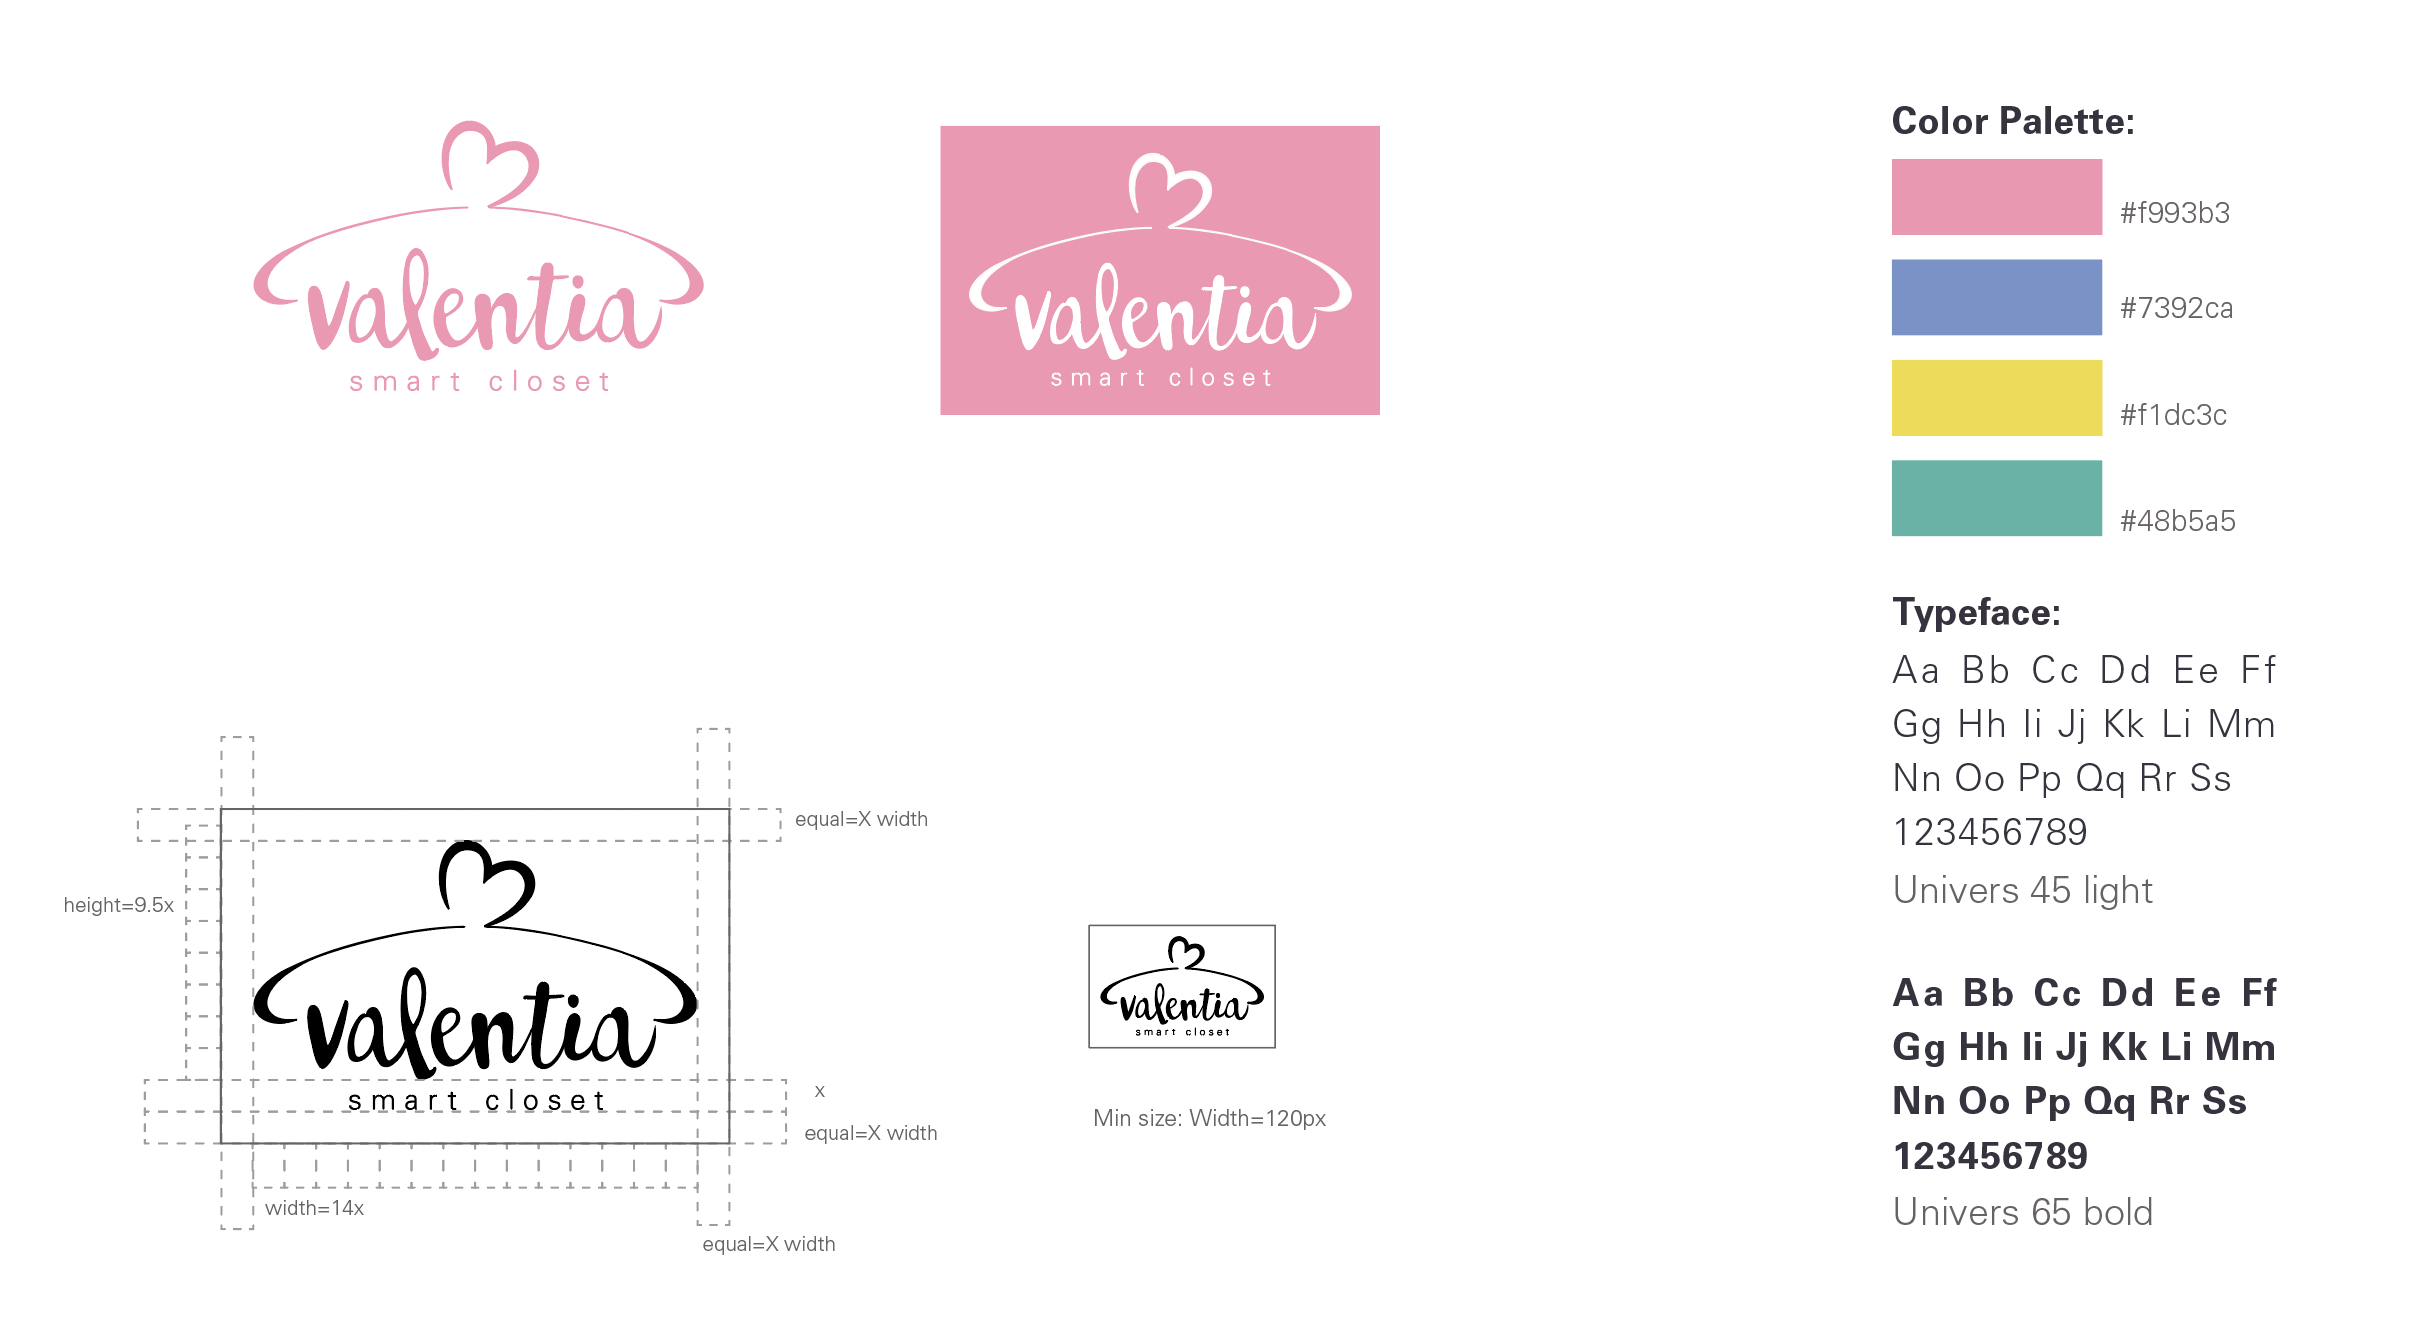 valentia
smart closet
valentia
smart closet
Color Palette:
#f993b3
#7392ca
#f1dc3c
#48b5a5
Typeface:
Aa Bb Cc Dd Ee Ff
Gg Hh Ii Jj Kk Li Mm
Nn Oo Pp Qq Rr Ss
123456789
Univers 45 light
Aa Bb Cc Dd Ee Ff
Gg Hh Ii Jj Kk Li Mm
Nn Oo Pp Qq Rr Ss
123456789
Univers 65 bold
equal=X width
height=9.5x
valentia
smart closet
x
equal=X width
width=14x
equal=X width
valentia
smart closet
Min size: Width=120px